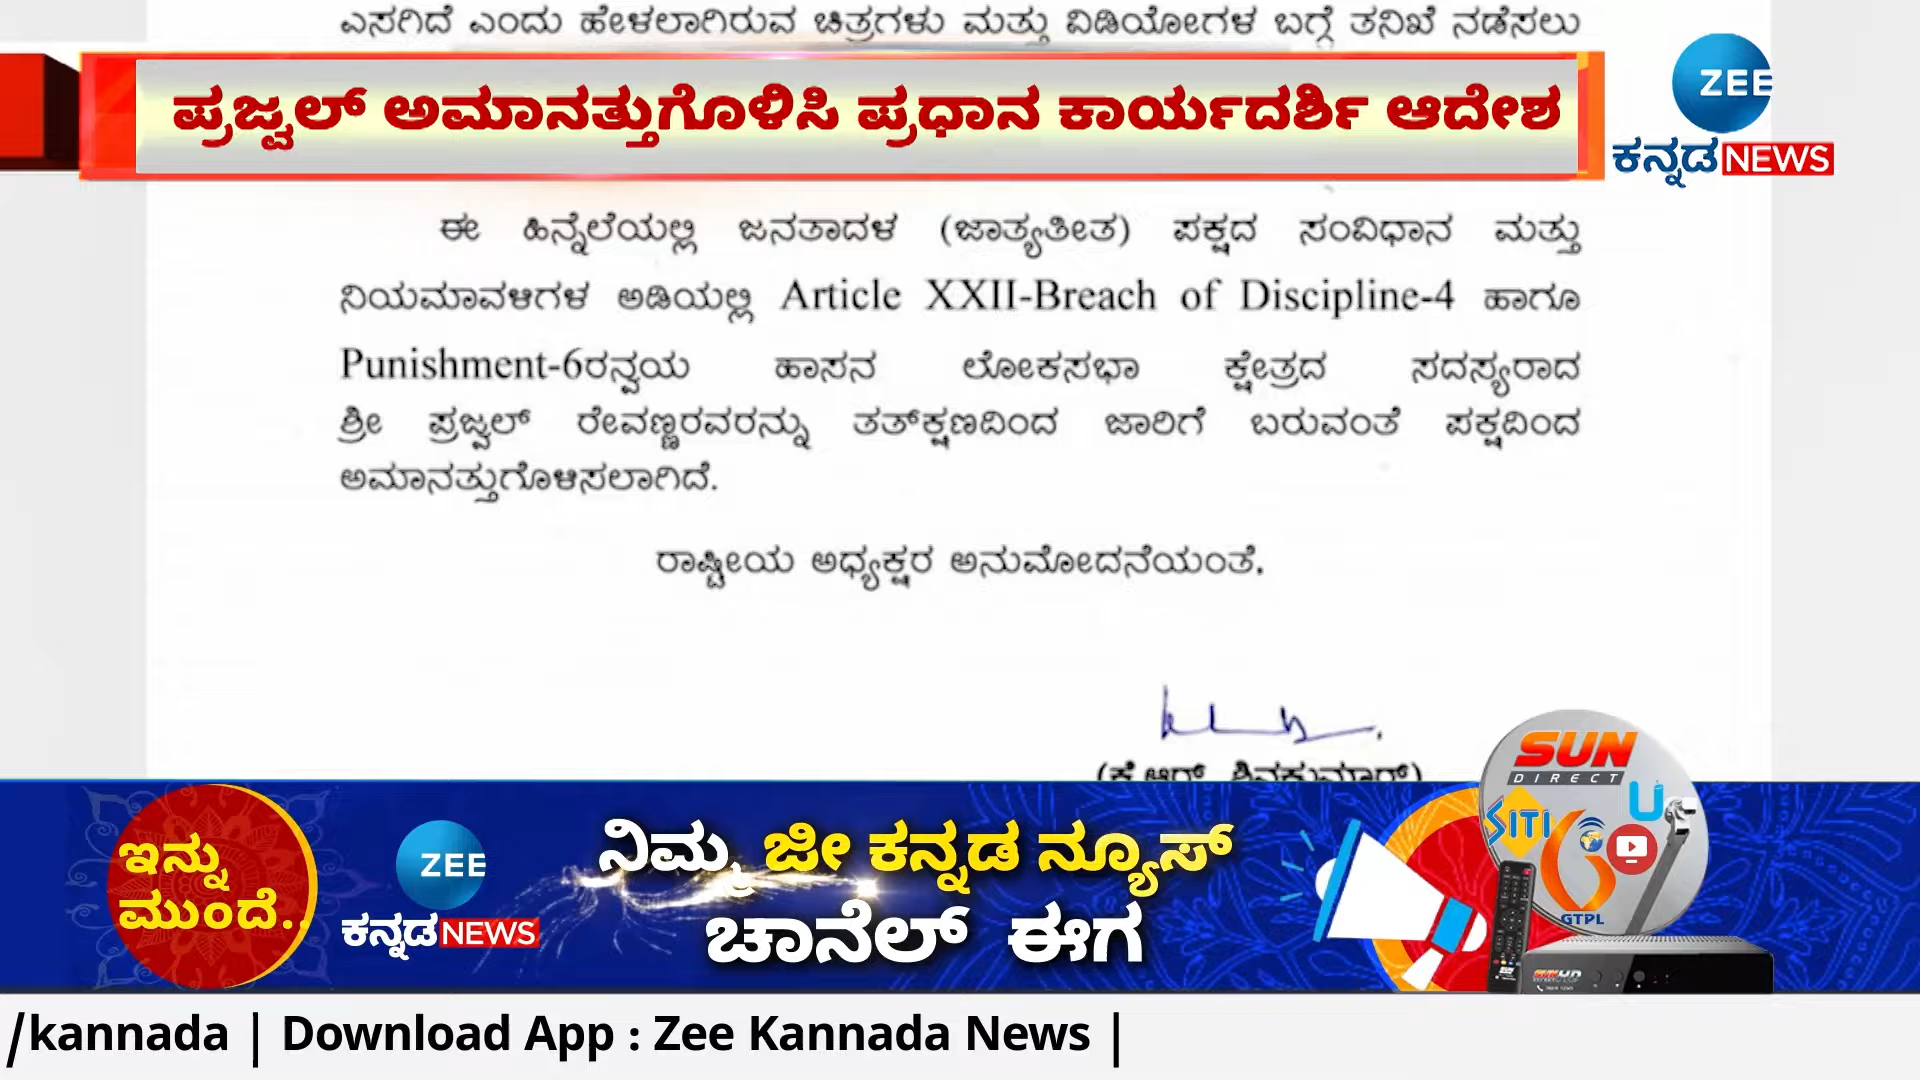 ಎಸಗಿದೆ ಎಂದು ಹೇಳಲಾಗಿರುವ ಚಿತ್ರಗಳು ಮತ್ತು ವಿಡಿಯೋಗಳ ಬಗ್ಗೆ ತನಿಖೆ ನಡೆಸಲು
ಪ್ರಜ್ವಲ್ ಅಮಾನತ್ತುಗೊಳಿಸಿ ಪ್ರಧಾನ ಕಾರ್ಯದರ್ಶಿ ಆದೇಶ
ZEE
ಕನ್ನಡ NEWS
ಈ ಹಿನ್ನೆಲೆಯಲ್ಲಿ ಜನತಾದಳ (ಜಾತ್ಯತೀತ) ಪಕ್ಷದ ಸಂವಿಧಾನ ಮತ್ತು
ನಿಯಮಾವಳಿಗಳ ಅಡಿಯಲ್ಲಿ Article XXII-Breach of Discipline-4 ಹಾಗೂ
Punishment-6ರನ್ವಯ ಹಾಸನ ಲೋಕಸಭಾ ಕ್ಷೇತ್ರದ ಸದಸ್ಯರಾದ
ಶ್ರೀ ಪ್ರಜ್ವಲ್ ರೇವಣ್ಣರವರನ್ನು ತತ್‌ಕ್ಷಣದಿಂದ ಜಾರಿಗೆ ಬರುವಂತೆ ಪಕ್ಷದಿಂದ
ಅಮಾನತ್ತುಗೊಳಿಸಲಾಗಿದೆ.
ರಾಷ್ಟ್ರೀಯ ಅಧ್ಯಕ್ಷರ ಅನುಮೋದನೆಯಂತೆ.
(ಕೆ.ಆರ್. ಶಿವಕುಮಾರ್)
ಇನ್ನು
ಮುಂದೆ..
ZEE
ಕನ್ನಡ NEWS
ನಿಮ್ಮ ಜೀ ಕನ್ನಡ ನ್ಯೂಸ್
ಚಾನೆಲ್ ಈಗ
SUN
DIRECT
SITI
GTPL
/kannada | Download App : Zee Kannada News |